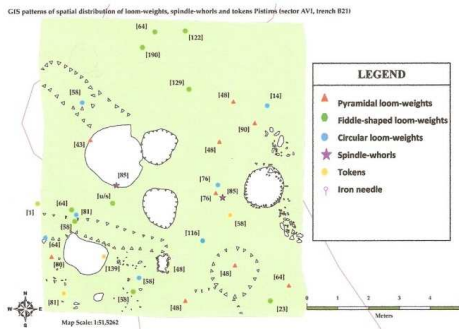 GIS patterns of spatial distribution of loom-weights, spindle-whorls and tokens Pistiros (sector AVI, trench B21)
[64]
[122]
[190]
[129]
[58]
[48]
[14]
[90]
[43]
[48]
[85]
[u/s]
[76]
[76]
[85]
[1]
[64]
[81]
[58]
[58]
[64]
[116]
[80]
[139]
[48]
[48]
[81]
[58]
[58]
[64]
[48]
[23]
LEGEND
Pyramidal loom-weights
Fiddle-shaped loom-weights
Circular loom-weights
Spindle-whorls
Tokens
Iron needle
N
W
E
S
Map Scale: 1:51,5262
0 1 2 4
Meters